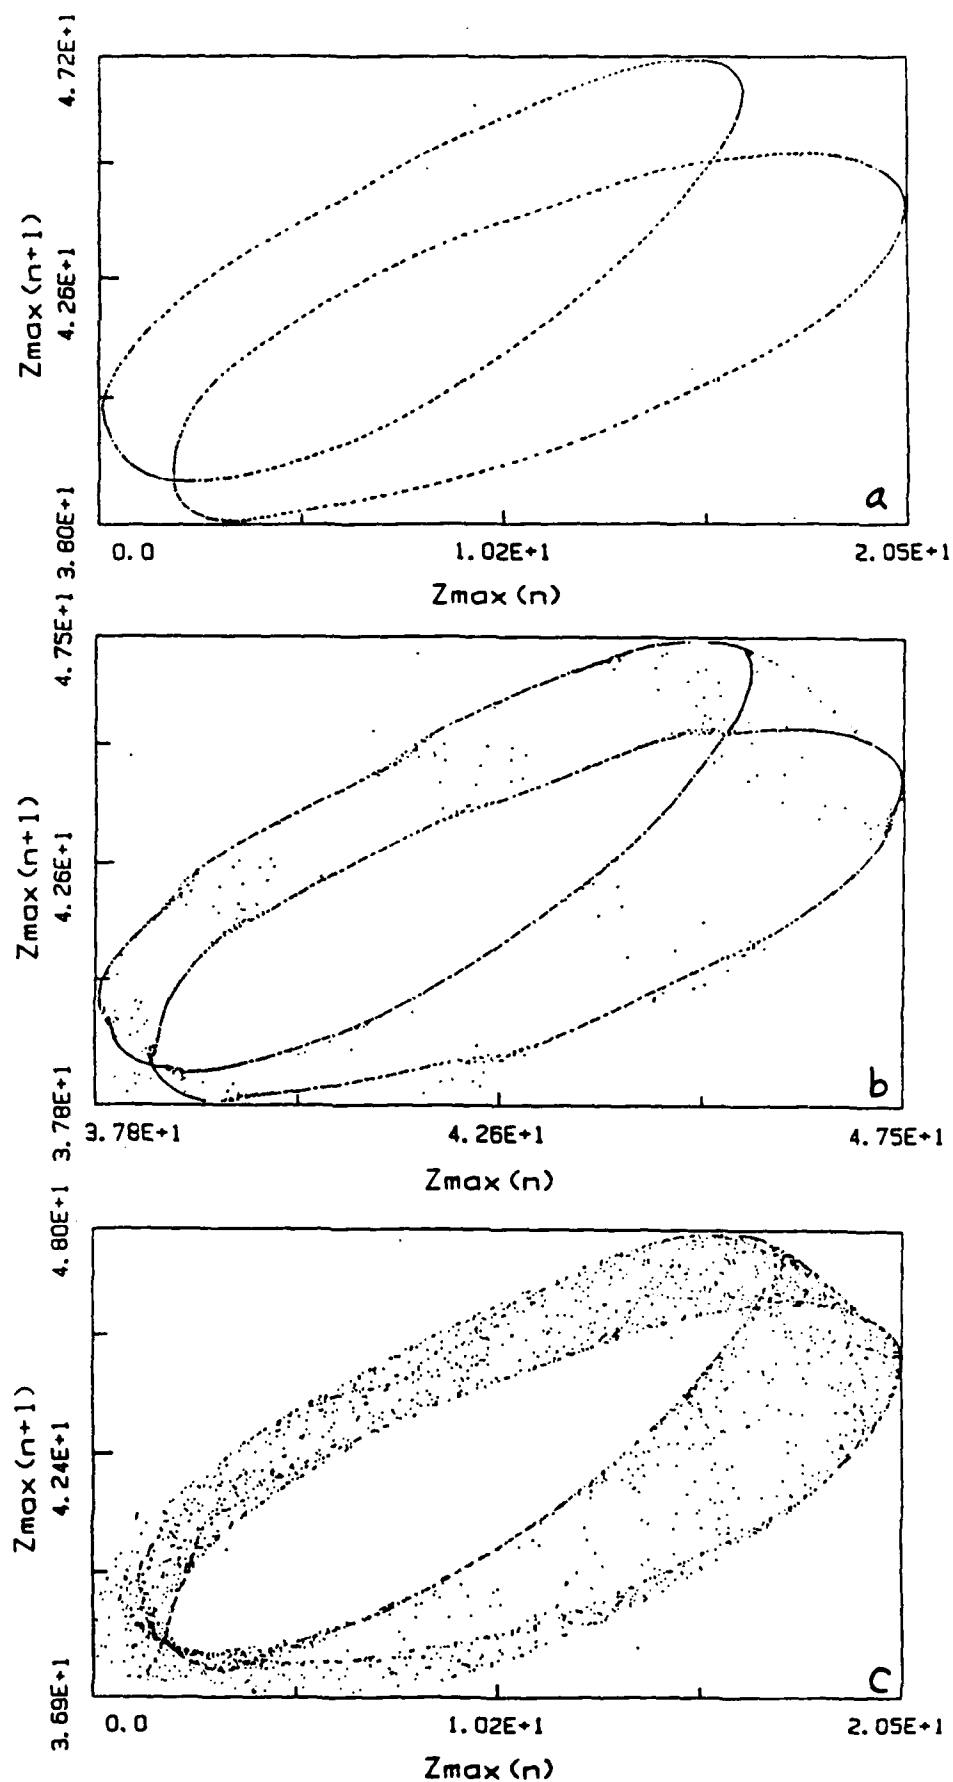 4.72E+1
4.26E+1
3.80E+1
Zmax(n+1)
a
0.0
1.02E+1
2.05E+1
Zmax(n)
4.75E+1
4.26E+1
3.78E+1
Zmax(n+1)
b
3.78E+1
4.26E+1
4.75E+1
Zmax(n)
4.80E+1
4.24E+1
3.69E+1
Zmax(n+1)
c
0.0
1.02E+1
2.05E+1
Zmax(n)